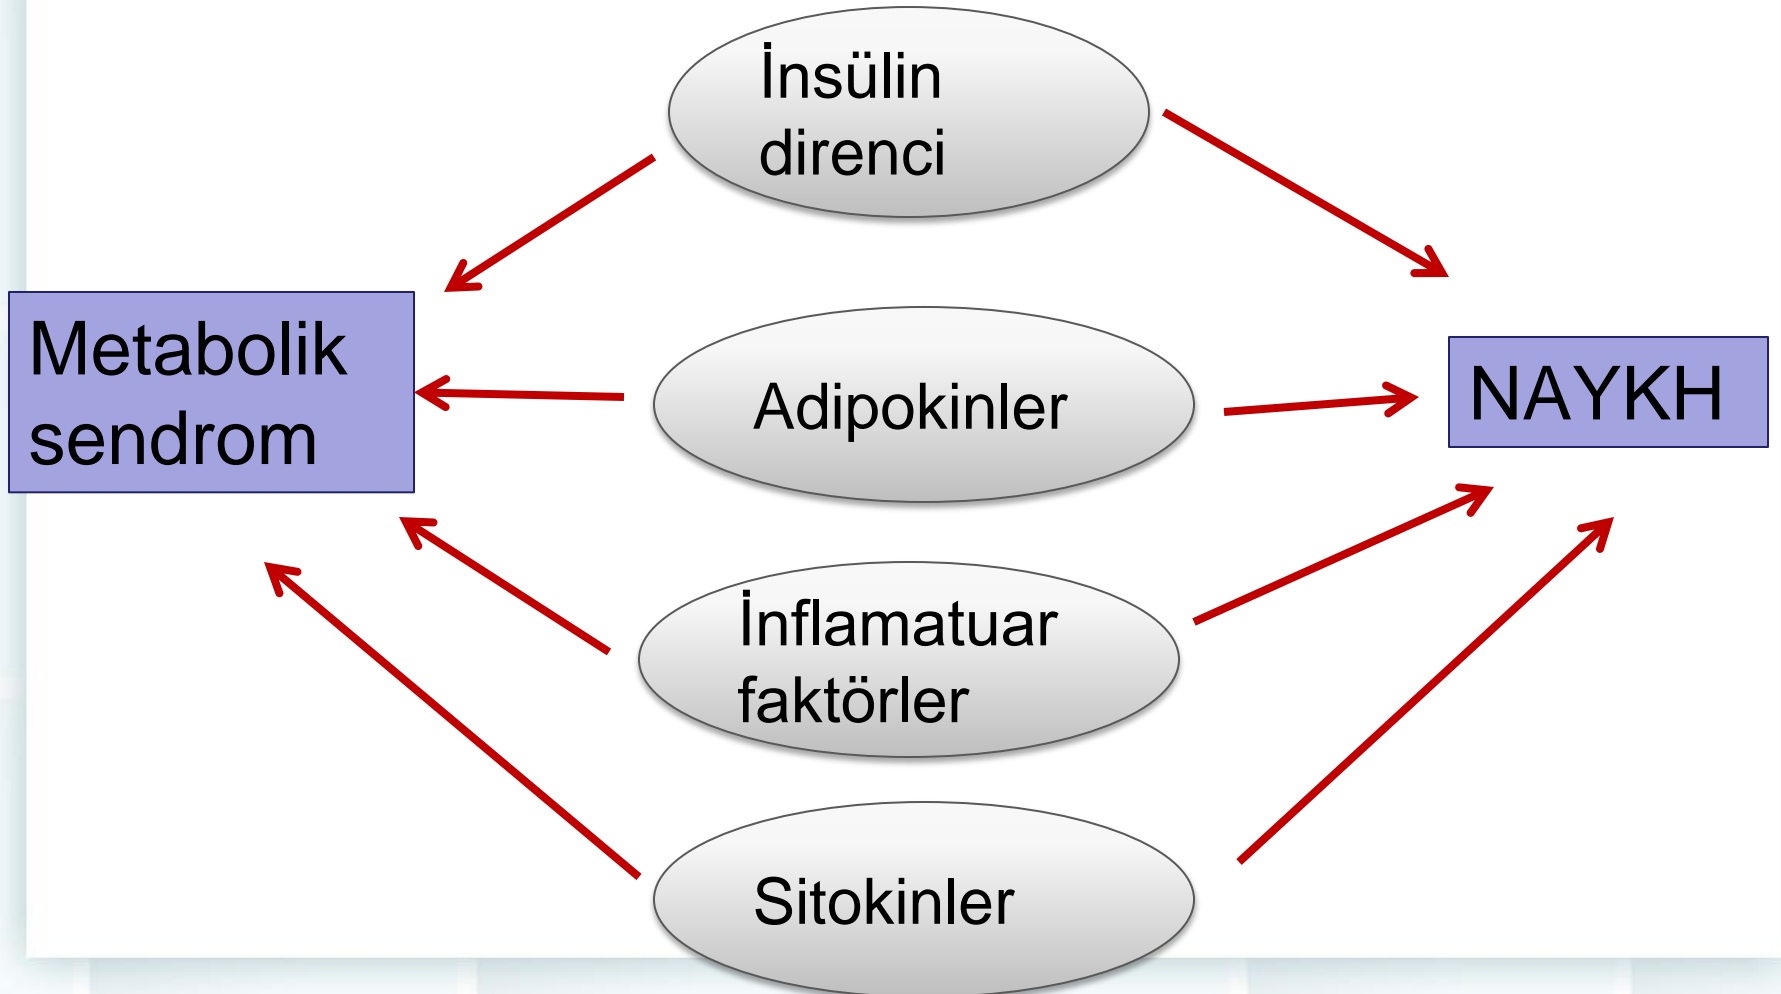 İnsülin
direnci
Metabolik
sendrom
Adipokinler
NAYKH
İnflamatuar
faktörler
Sitokinler